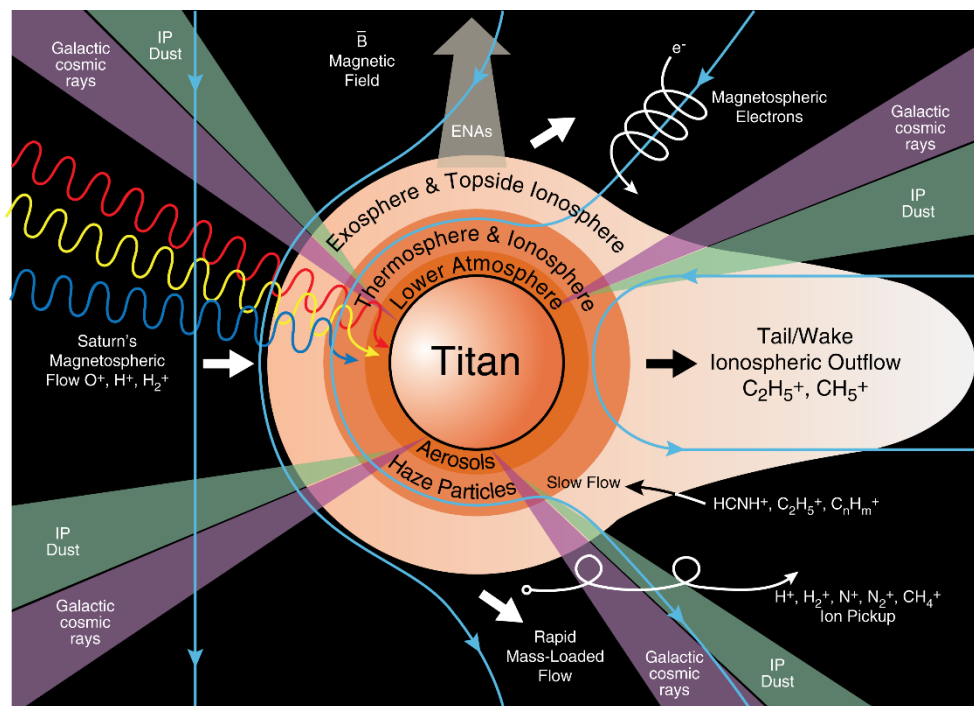 Galactic
cosmic
rays
IP
Dust
B̅
Magnetic
Field
ENAs
e⁻
Magnetospheric
Electrons
Galactic
cosmic
rays
IP
Dust
Exosphere & Topside Ionosphere
Thermosphere & Ionosphere
Lower Atmosphere
Titan
Saturn's
Magnetospheric
Flow O⁺, H⁺, H₂⁺
Tail/Wake
Ionospheric Outflow
C₂H₅⁺, CH₅⁺
Aerosols
Haze Particles
Slow Flow
HCNH⁺, C₂H₅⁺, CₙHₘ⁺
IP
Dust
Galactic
cosmic
rays
H⁺, H₂⁺, N⁺, N₂⁺, CH₄⁺
Ion Pickup
Rapid
Mass-Loaded
Flow
Galactic
cosmic
rays
IP
Dust